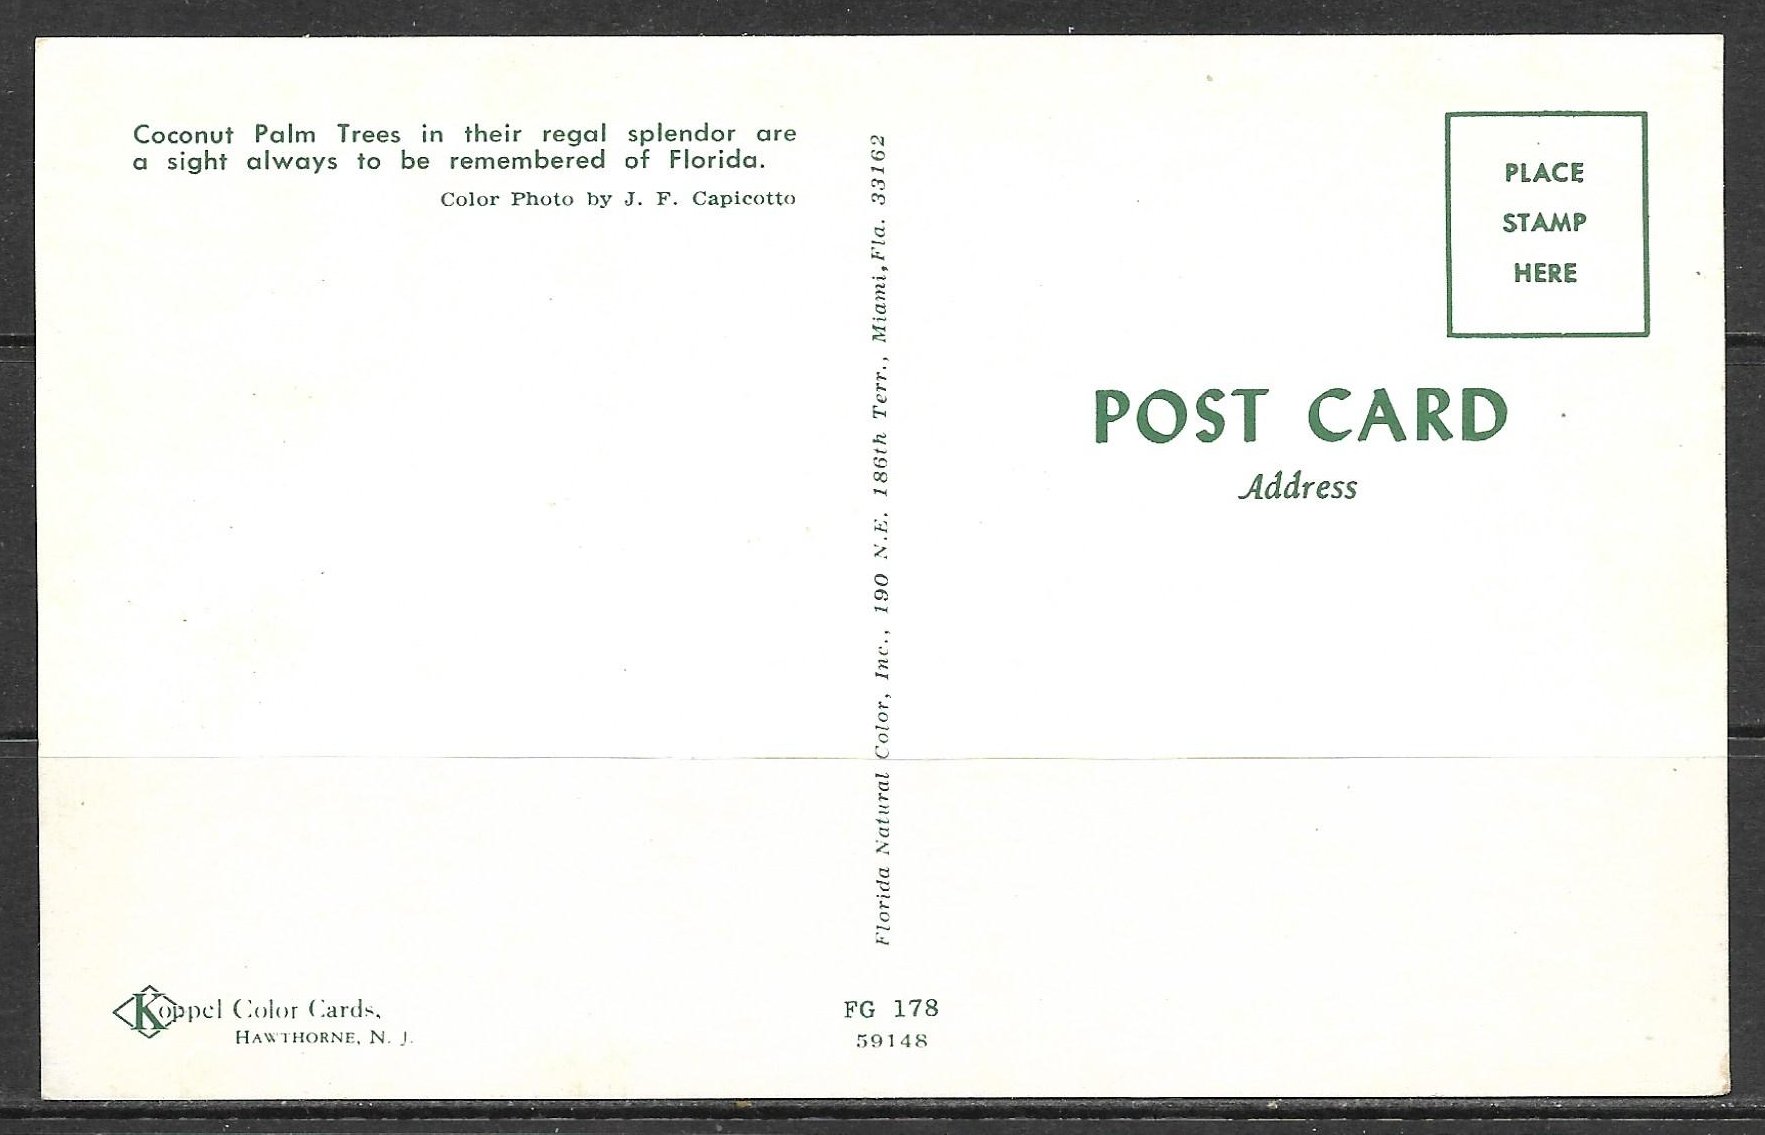 Coconut Palm Trees in their regal splendor are
a sight always to be remembered of Florida.
Color Photo by J. F. Capicotto
Florida Natural Color, Inc., 190 N.E. 186th Terr., Miami, Fla. 33162
PLACE
STAMP
HERE
POST CARD
Address
Koppel Color Cards,
HAWTHORNE, N. J.
FG 178
59148